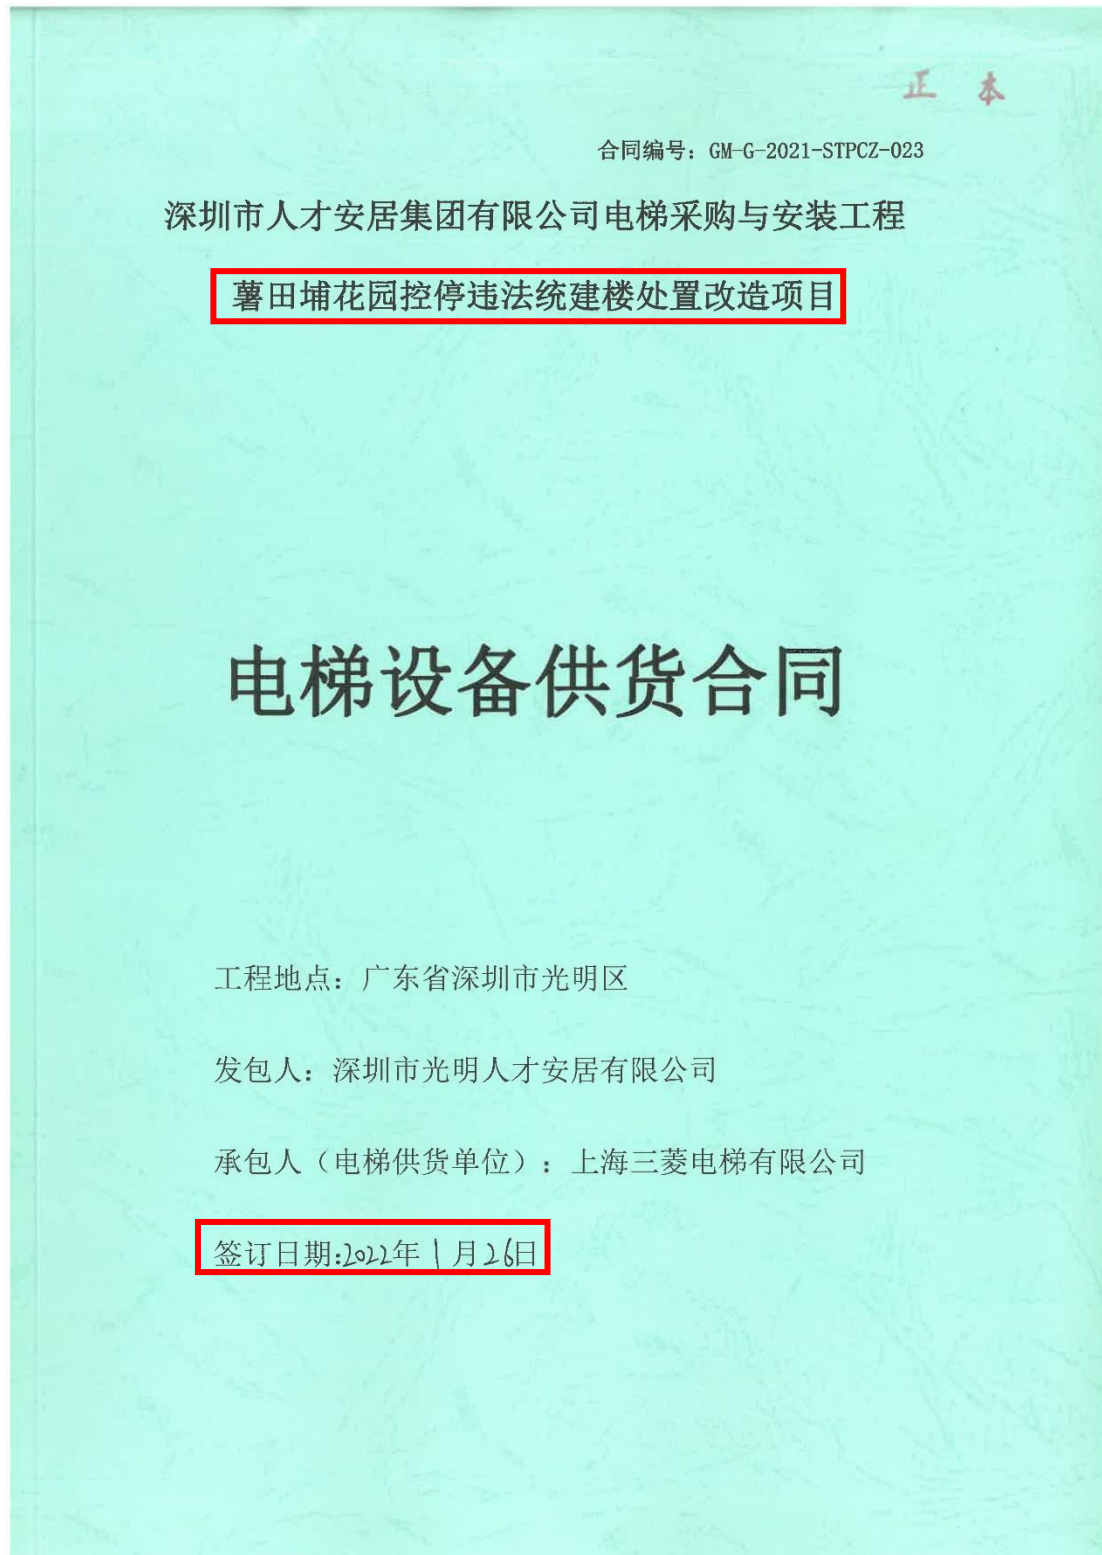 正 本
合同编号：GM-G-2021-STPCZ-023
深圳市人才安居集团有限公司电梯采购与安装工程
薯田埔花园控停违法统建楼处置改造项目
电梯设备供货合同
工程地点：广东省深圳市光明区
发包人：深圳市光明人才安居有限公司
承包人（电梯供货单位）：上海三菱电梯有限公司
签订日期:2022年1月26日